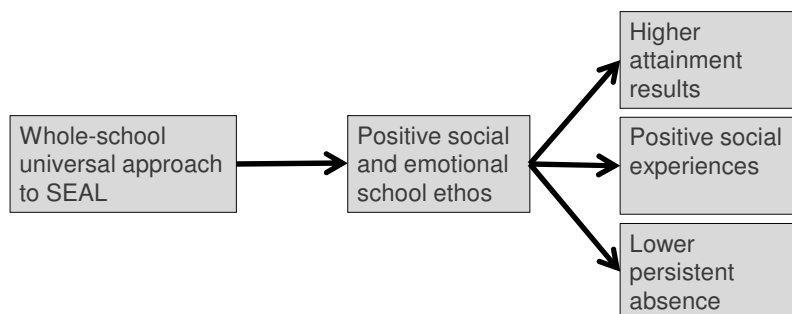 Whole-school
universal approach
to SEAL
Positive social
and emotional
school ethos
Higher
attainment
results
Positive social
experiences
Lower
persistent
absence